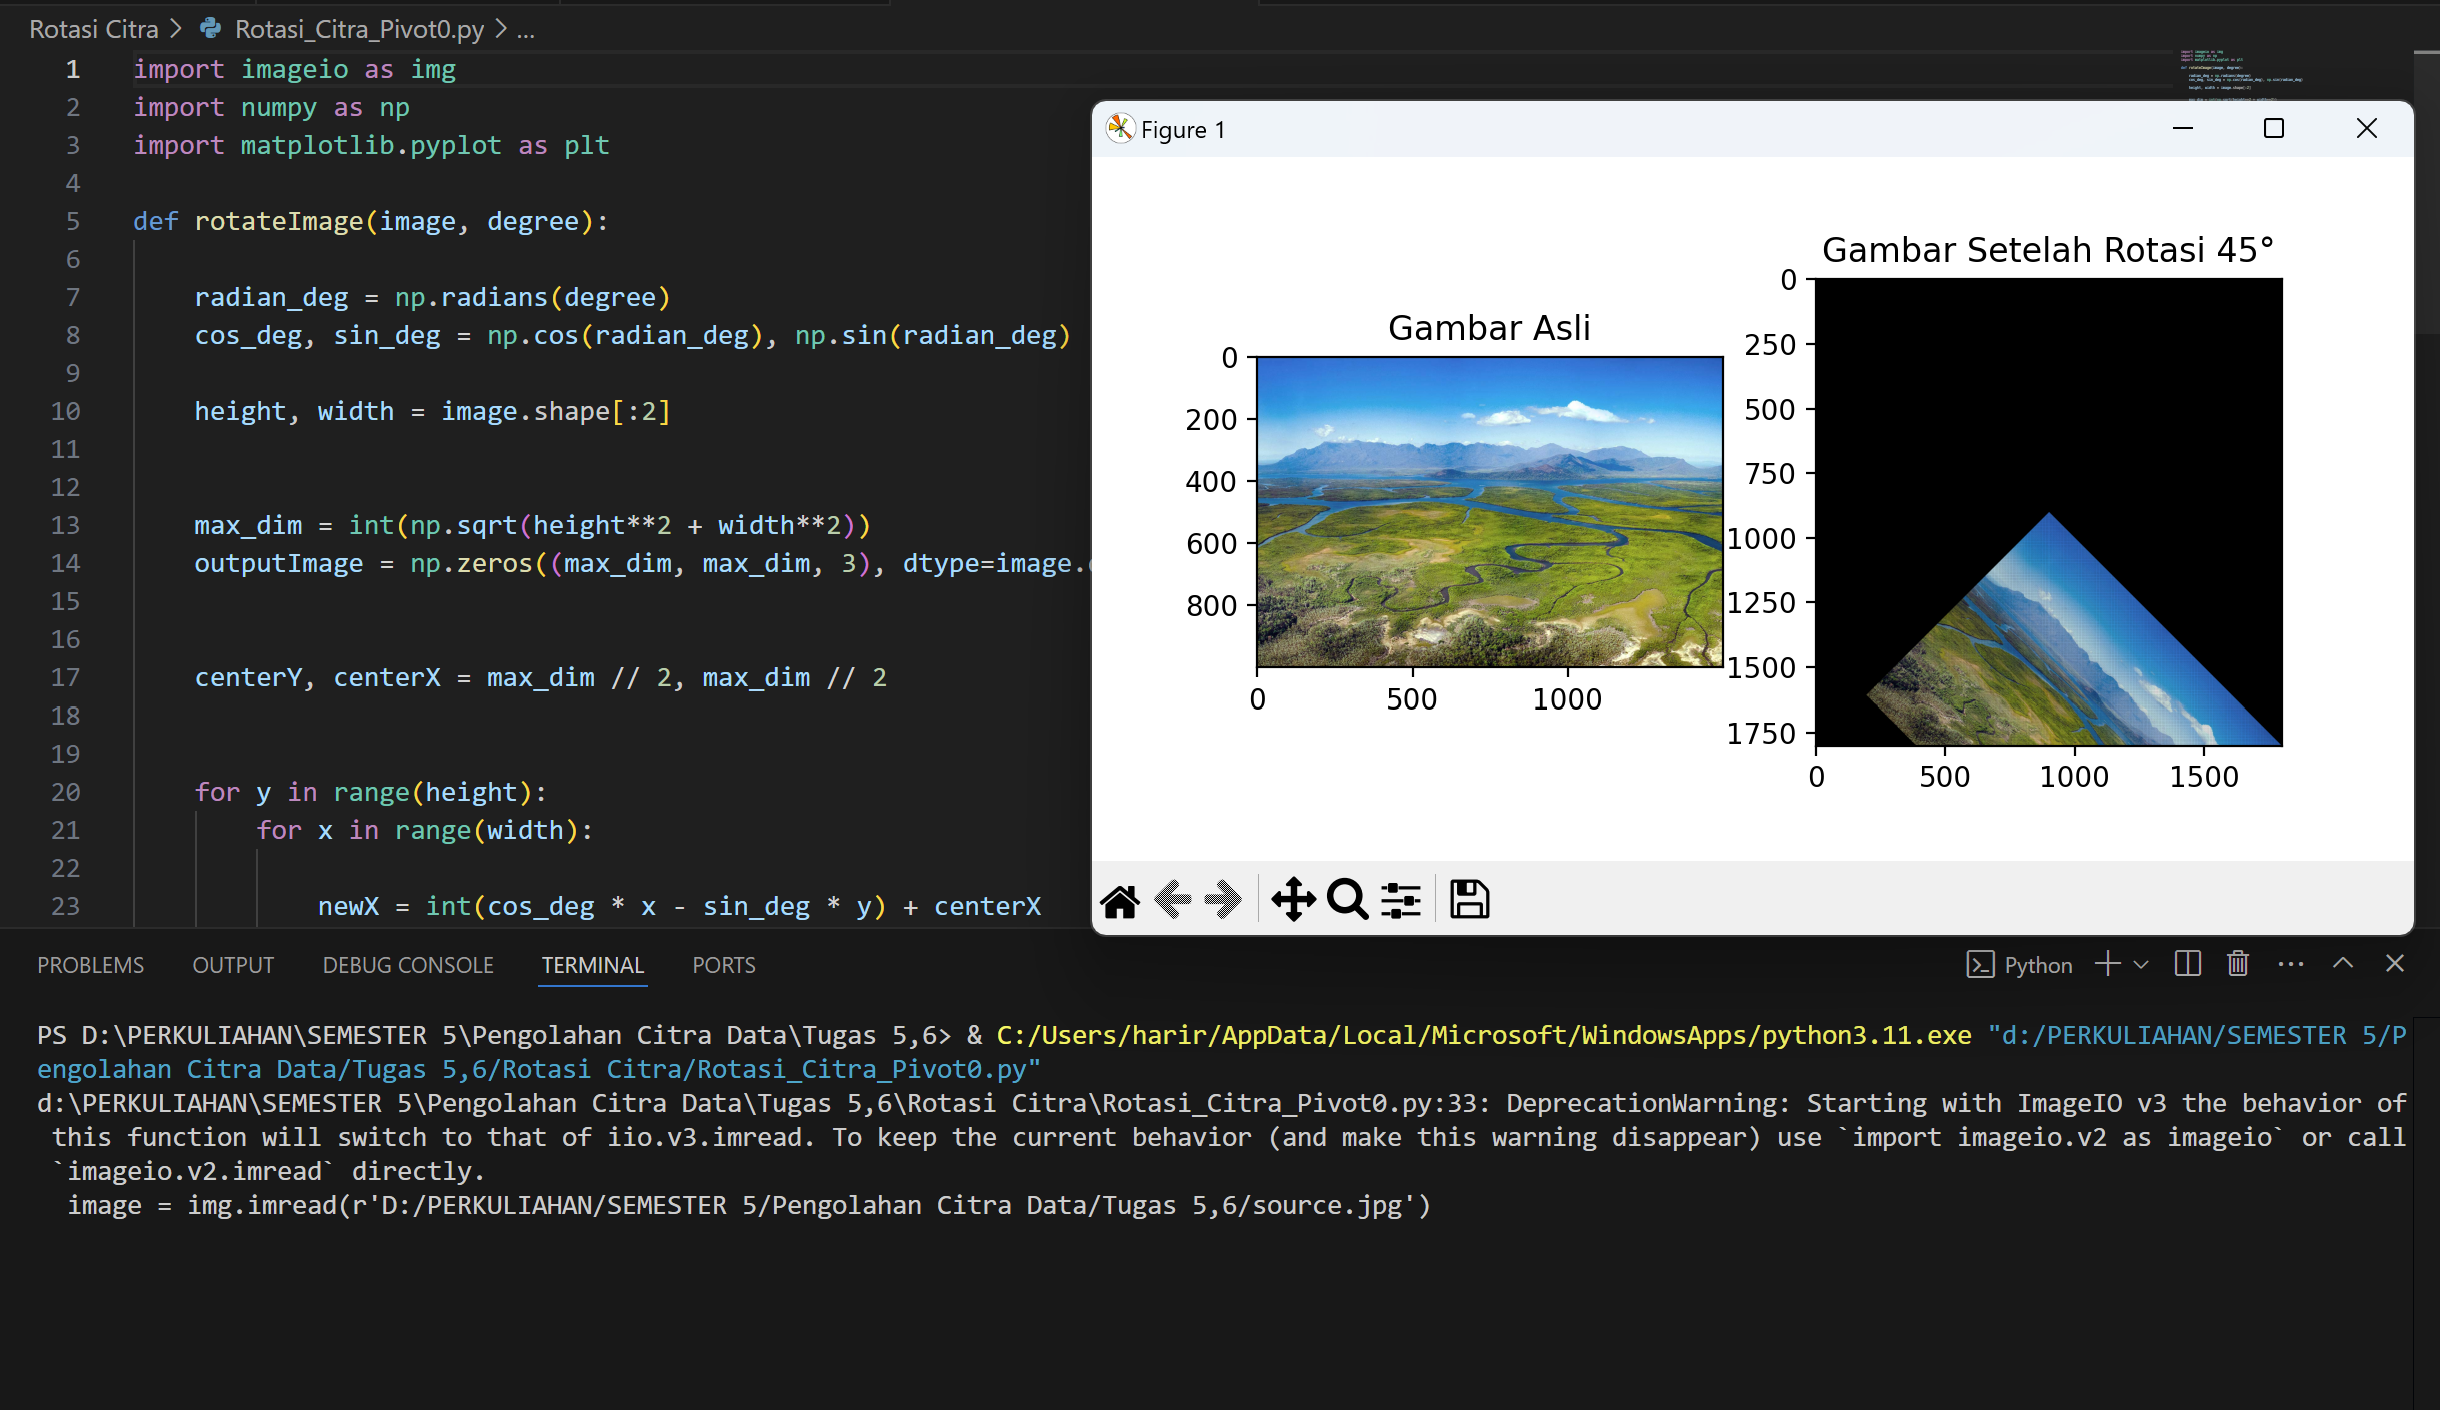 Rotasi Citra > Rotasi_Citra_Pivot0.py > ...
1 import imageio as img
2 import numpy as np
3 import matplotlib.pyplot as plt
4
5 def rotateImage(image, degree):
6
7 radian_deg = np.radians(degree)
8 cos_deg, sin_deg = np.cos(radian_deg), np.sin(radian_deg)
9
10 height, width = image.shape[:2]
11
12
13 max_dim = int(np.sqrt(height**2 + width**2))
14 outputImage = np.zeros((max_dim, max_dim, 3), dtype=image.
15
16
17 centerY, centerX = max_dim // 2, max_dim // 2
18
19
20 for y in range(height):
21 for x in range(width):
22
23 newX = int(cos_deg * x - sin_deg * y) + centerX
Figure 1
Gambar Asli
0
200
400
600
800
0 500 1000
Gambar Setelah Rotasi 45°
0
250
500
750
1000
1250
1500
1750
0 500 1000 1500
PROBLEMS OUTPUT DEBUG CONSOLE TERMINAL PORTS
Python
PS D:\PERKULIAHAN\SEMESTER 5\Pengolahan Citra Data\Tugas 5,6> & C:/Users/harir/AppData/Local/Microsoft/WindowsApps/python3.11.exe "d:/PERKULIAHAN/SEMESTER 5/P
engolahan Citra Data/Tugas 5,6/Rotasi Citra/Rotasi_Citra_Pivot0.py"
d:\PERKULIAHAN\SEMESTER 5\Pengolahan Citra Data\Tugas 5,6\Rotasi Citra\Rotasi_Citra_Pivot0.py:33: DeprecationWarning: Starting with ImageIO v3 the behavior of
this function will switch to that of iio.v3.imread. To keep the current behavior (and make this warning disappear) use `import imageio.v2 as imageio` or call
`imageio.v2.imread` directly.
image = img.imread(r'D:/PERKULIAHAN/SEMESTER 5/Pengolahan Citra Data/Tugas 5,6/source.jpg')